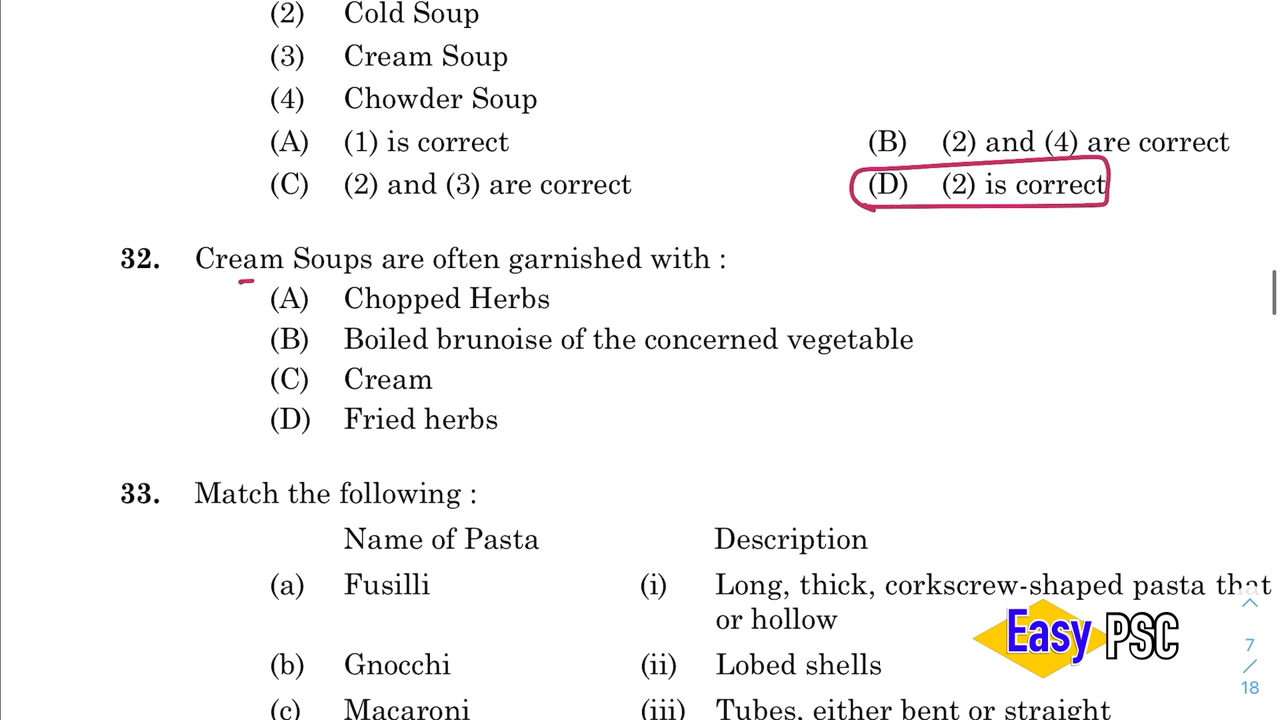 (2) Cold Soup
(3) Cream Soup
(4) Chowder Soup
(A) (1) is correct (B) (2) and (4) are correct
(C) (2) and (3) are correct (D) (2) is correct
32. Cream Soups are often garnished with :
(A) Chopped Herbs
(B) Boiled brunoise of the concerned vegetable
(C) Cream
(D) Fried herbs
33. Match the following :
Name of Pasta Description
(a) Fusilli (i) Long, thick, corkscrew-shaped pasta that
or hollow
(b) Gnocchi (ii) Lobed shells
(c) Macaroni (iii) Tubes, either bent or straight
Easy PSC
7
/
18